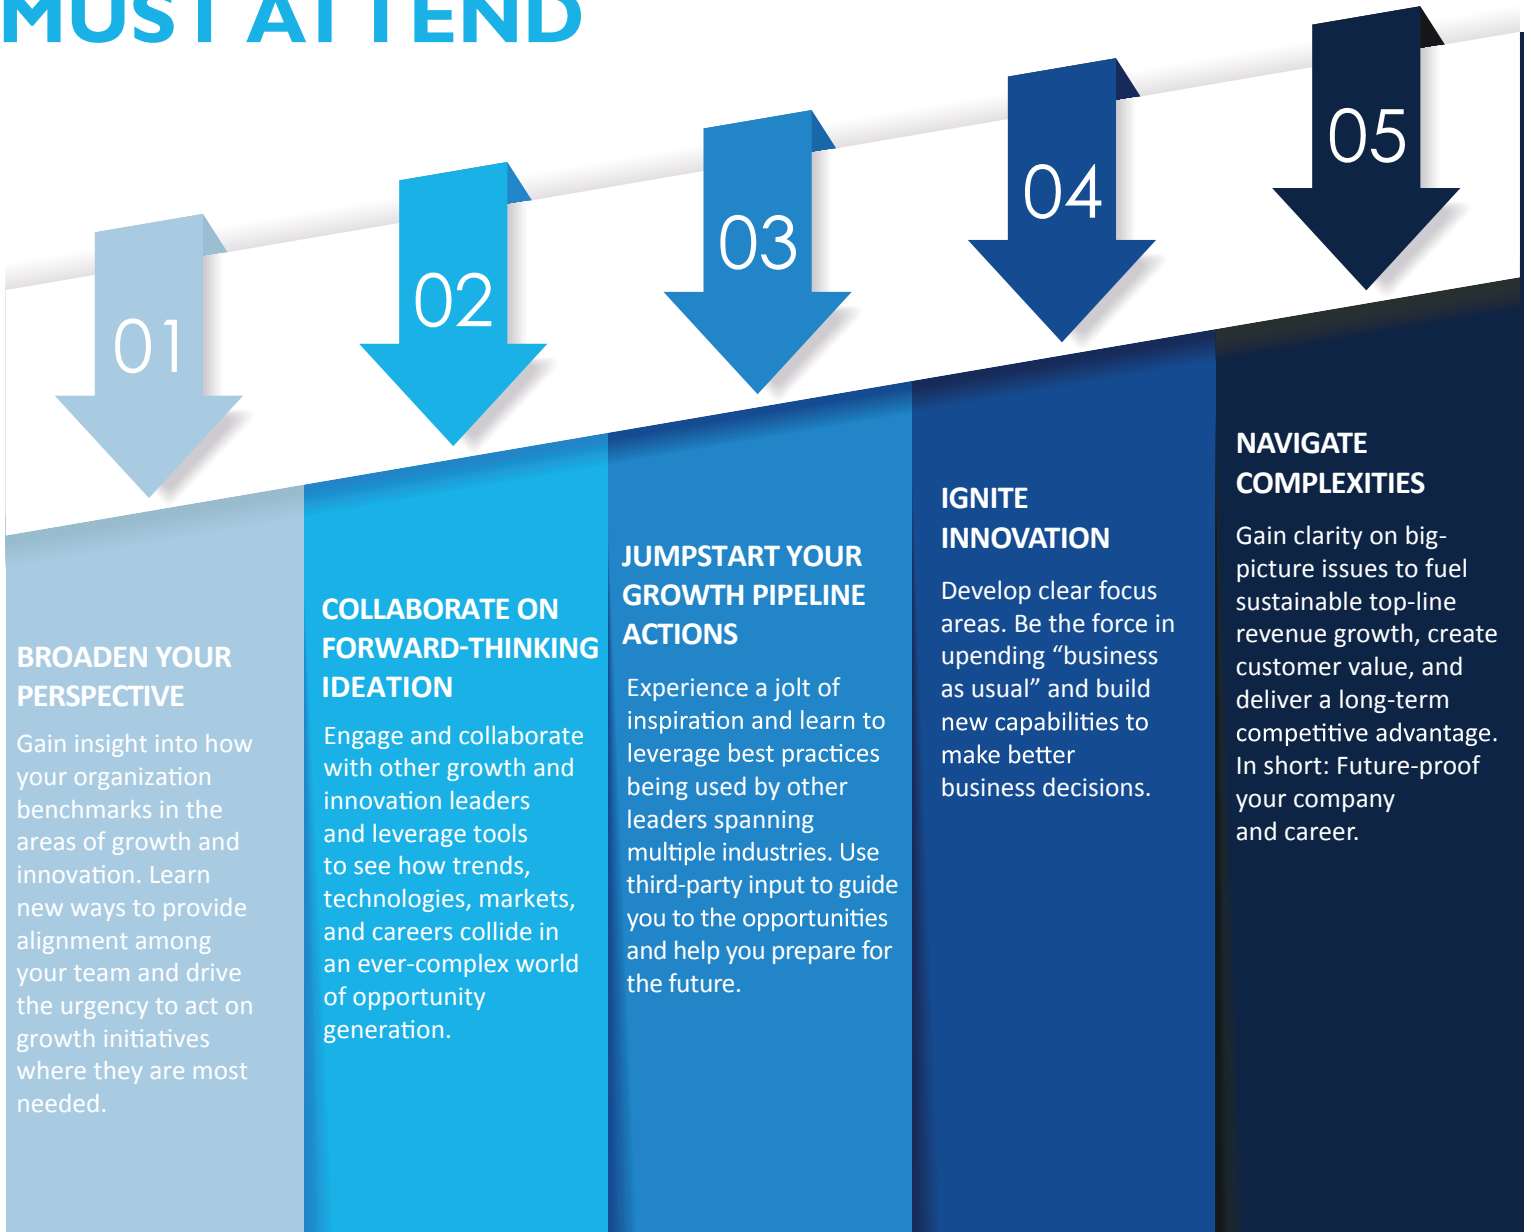 MUST ATTEND
01
02
03
04
05
BROADEN YOUR
PERSPECTIVE
Gain insight into how
your organization
benchmarks in the
areas of growth and
innovation. Learn
new ways to provide
alignment among
your team and drive
the urgency to act on
growth initiatives
where they are most
needed.
COLLABORATE ON
FORWARD-THINKING
IDEATION
Engage and collaborate
with other growth and
innovation leaders
and leverage tools
to see how trends,
technologies, markets,
and careers collide in
an ever-complex world
of opportunity
generation.
JUMPSTART YOUR
GROWTH PIPELINE
ACTIONS
Experience a jolt of
inspiration and learn to
leverage best practices
being used by other
leaders spanning
multiple industries. Use
third-party input to guide
you to the opportunities
and help you prepare for
the future.
IGNITE
INNOVATION
Develop clear focus
areas. Be the force in
upending “business
as usual” and build
new capabilities to
make better
business decisions.
NAVIGATE
COMPLEXITIES
Gain clarity on big-
picture issues to fuel
sustainable top-line
revenue growth, create
customer value, and
deliver a long-term
competitive advantage.
In short: Future-proof
your company
and career.